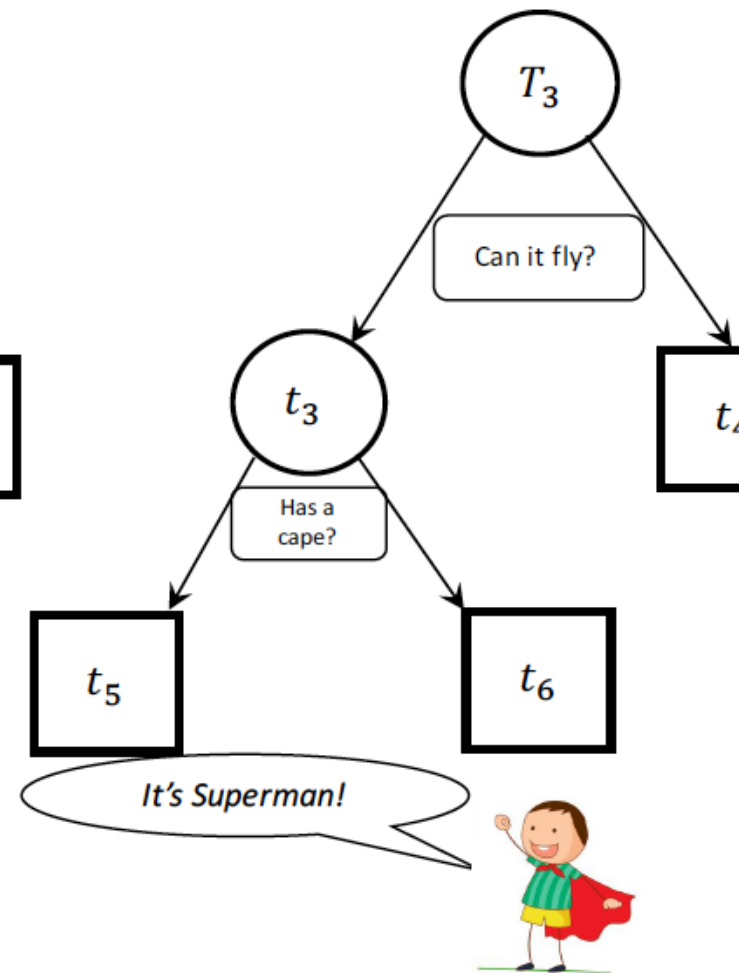 T₃
Can it fly?
t₃
Has a
cape?
t₅
t₆
It's Superman!